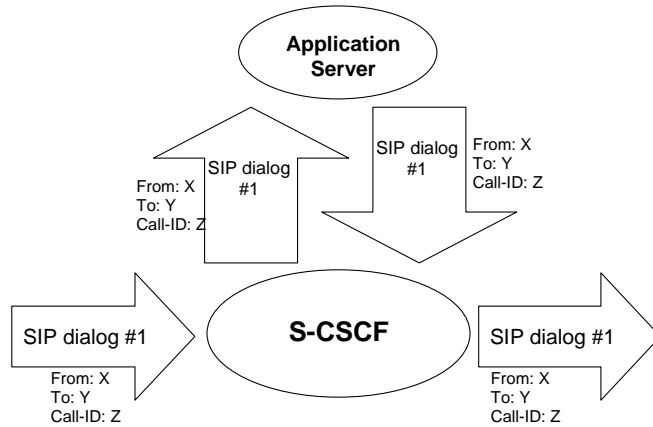 Application
Server
SIP dialog
#1
From: X
To: Y
Call-ID: Z
SIP dialog
#1
From: X
To: Y
Call-ID: Z
SIP dialog #1
From: X
To: Y
Call-ID: Z
S-CSCF
SIP dialog #1
From: X
To: Y
Call-ID: Z